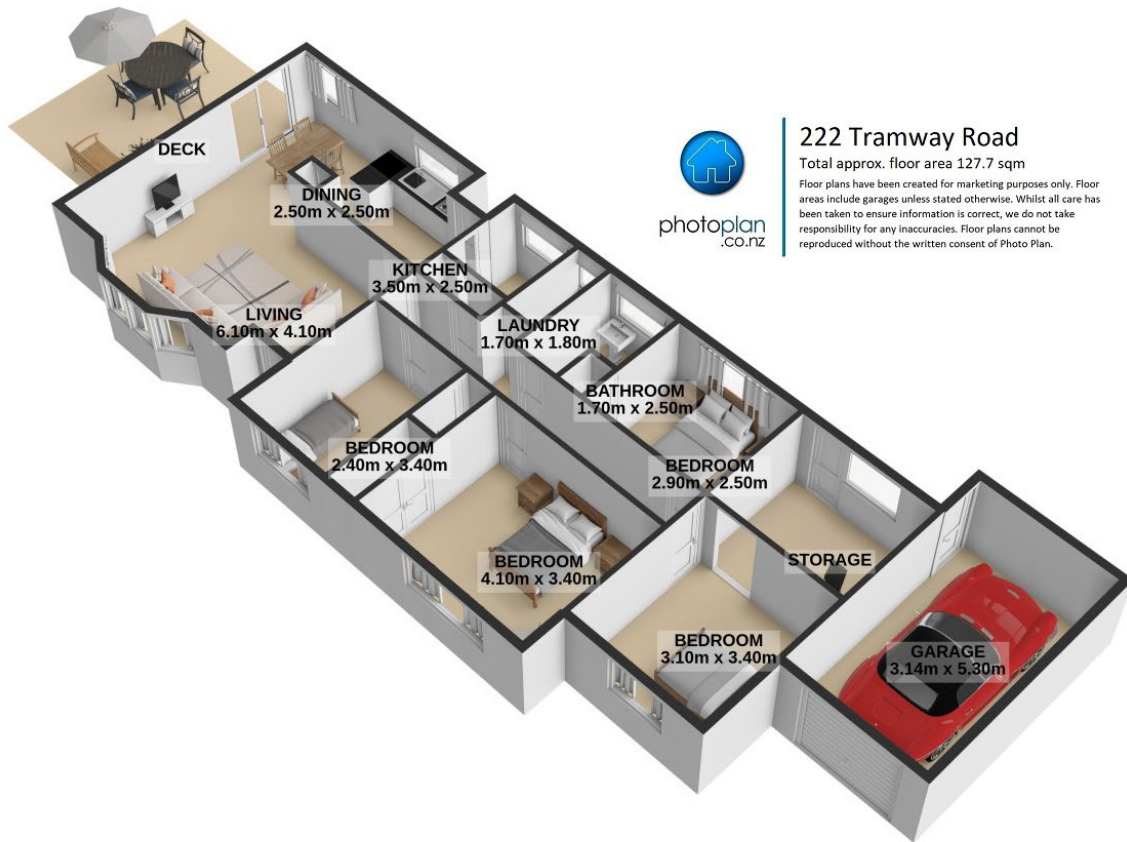 222 Tramway Road
Total approx. floor area 127.7 sqm
Floor plans have been created for marketing purposes only. Floor
areas include garages unless stated otherwise. Whilst all care has
been taken to ensure information is correct, we do not take
responsibility for any inaccuracies. Floor plans cannot be
reproduced without the written consent of Photo Plan.
photoplan
.co.nz
DECK
DINING
2.50m x 2.50m
KITCHEN
3.50m x 2.50m
LIVING
6.10m x 4.10m
LAUNDRY
1.70m x 1.80m
BATHROOM
1.70m x 2.50m
BEDROOM
2.40m x 3.40m
BEDROOM
2.90m x 2.50m
BEDROOM
4.10m x 3.40m
STORAGE
BEDROOM
3.10m x 3.40m
GARAGE
3.14m x 5.30m